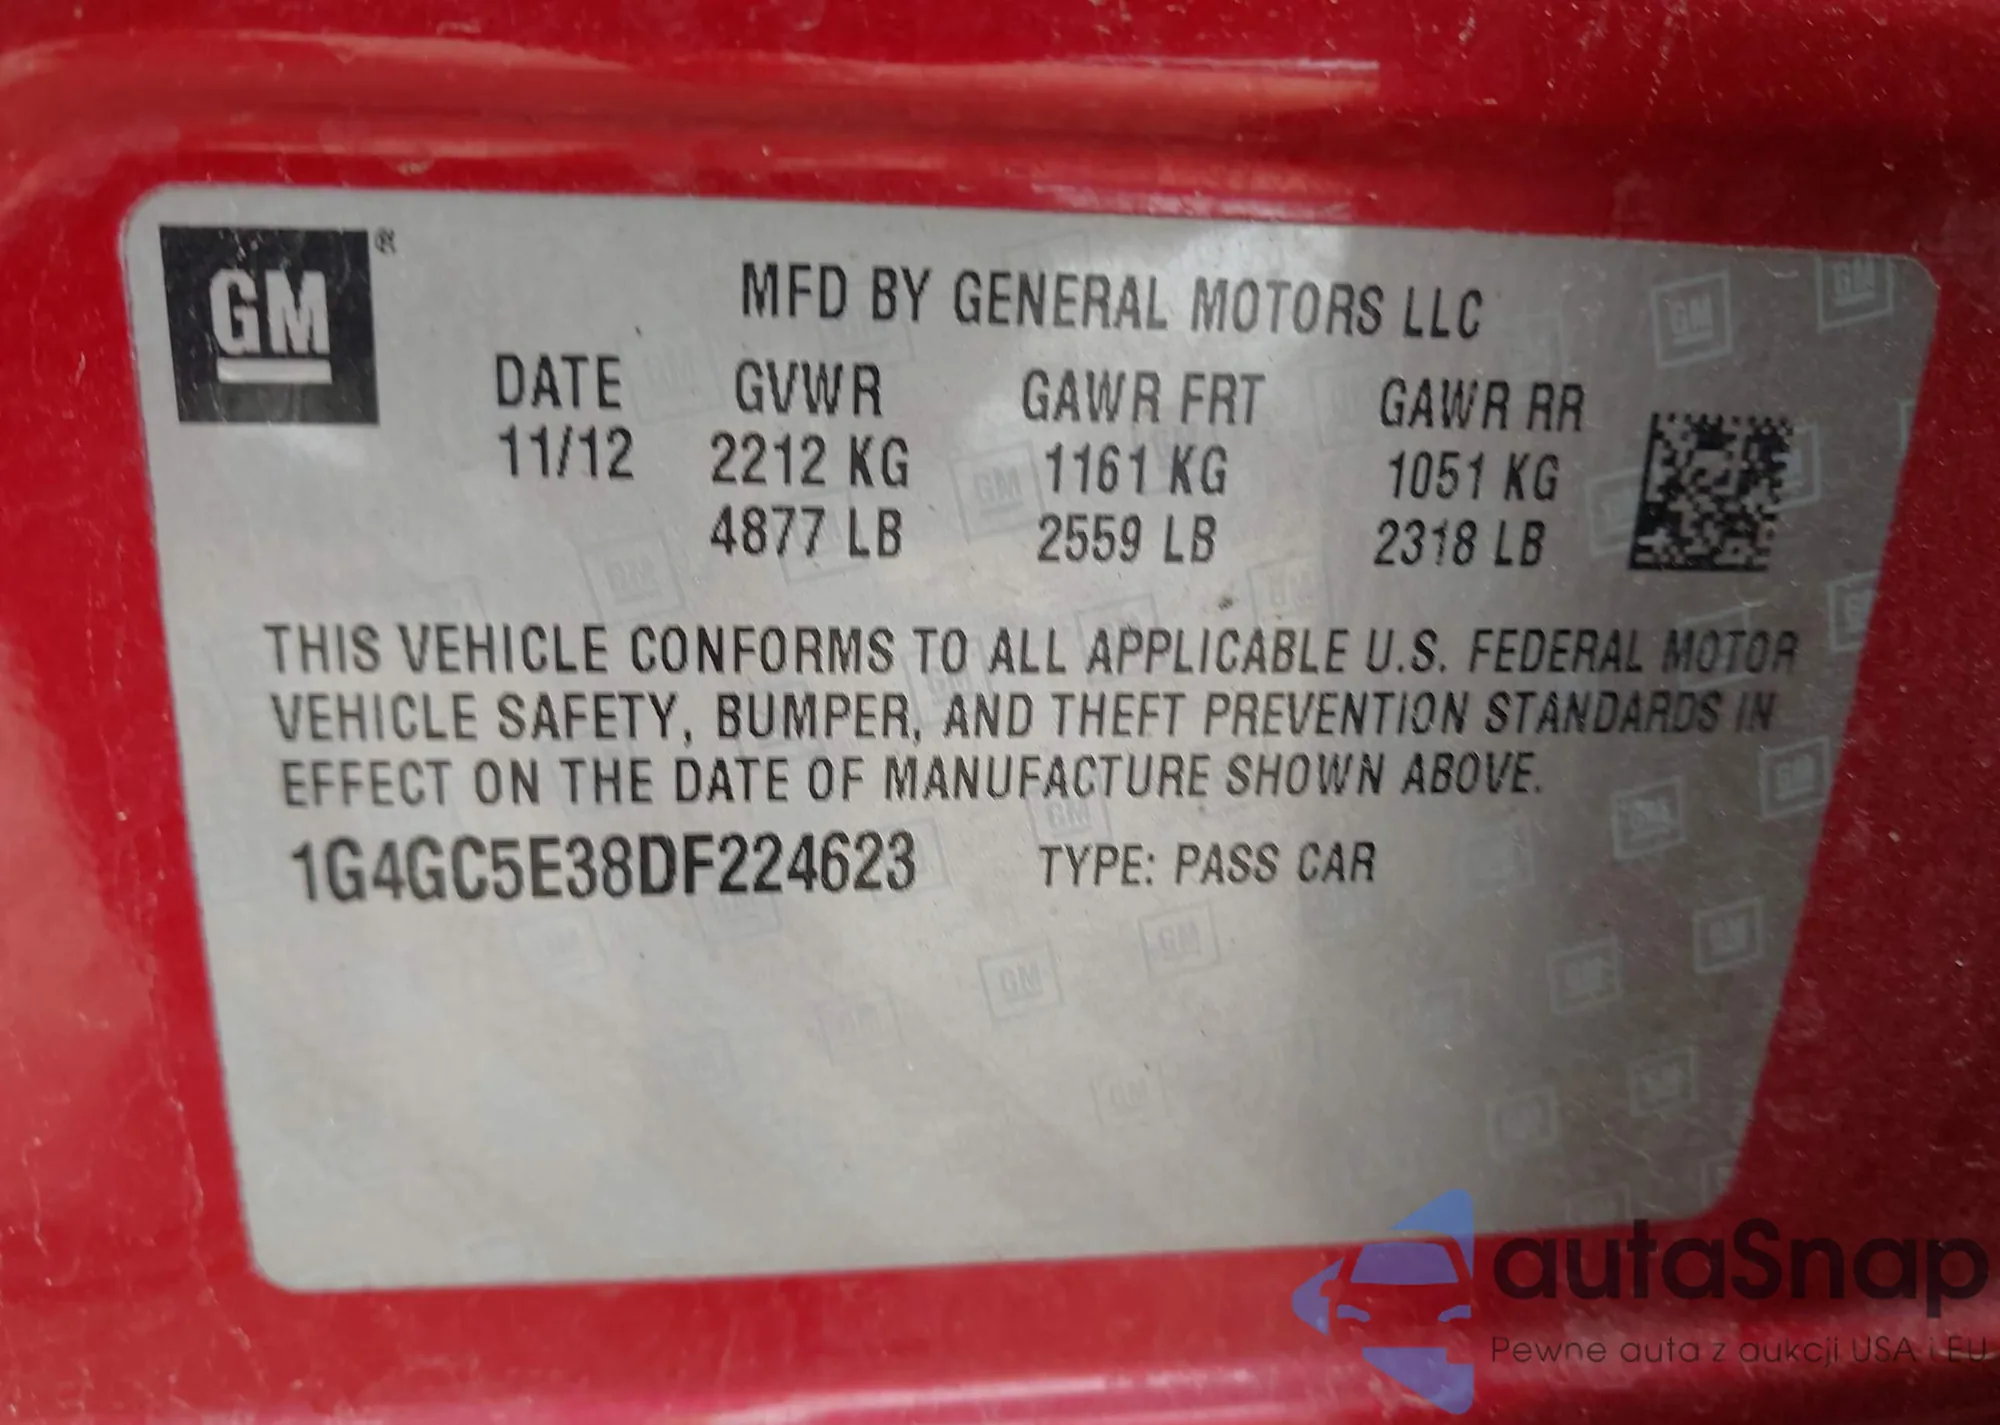 GM®
MFD BY GENERAL MOTORS LLC
DATE GVWR GAWR FRT GAWR RR
11/12 2212 KG 1161 KG 1051 KG
4877 LB 2559 LB 2318 LB
THIS VEHICLE CONFORMS TO ALL APPLICABLE U.S. FEDERAL MOTOR
VEHICLE SAFETY, BUMPER, AND THEFT PREVENTION STANDARDS IN
EFFECT ON THE DATE OF MANUFACTURE SHOWN ABOVE.
1G4GC5E38DF224623 TYPE: PASS CAR
autaSnap
Pewne auta z aukcji USA i EU